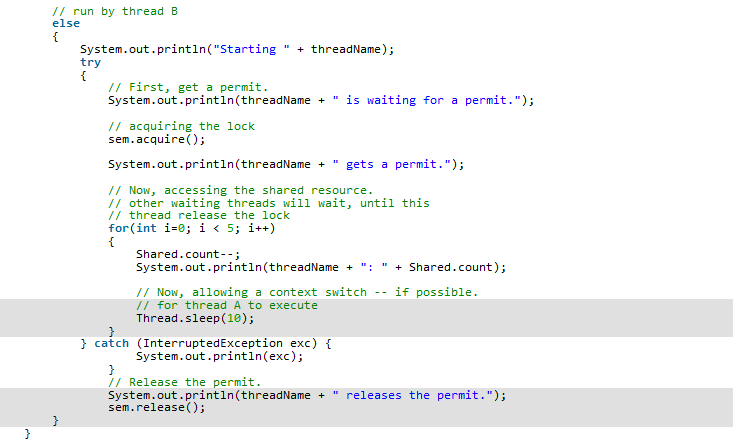 // run by thread B
else
{
System.out.println("Starting " + threadName);
try
{
// First, get a permit.
System.out.println(threadName + " is waiting for a permit.");
// acquiring the lock
sem.acquire();
System.out.println(threadName + " gets a permit.");
// Now, accessing the shared resource.
// other waiting threads will wait, until this
// thread release the lock
for(int i=0; i < 5; i++)
{
Shared.count--;
System.out.println(threadName + ": " + Shared.count);
// Now, allowing a context switch -- if possible.
// for thread A to execute
Thread.sleep(10);
}
} catch (InterruptedException exc) {
System.out.println(exc);
}
// Release the permit.
System.out.println(threadName + " releases the permit.");
sem.release();
}
}